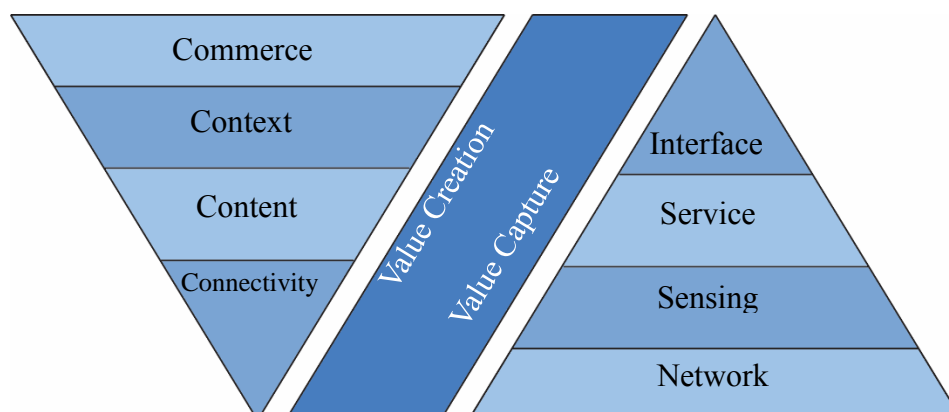 Commerce
Context
Content
Connectivity
Value Creation
Value Capture
Interface
Service
Sensing
Network